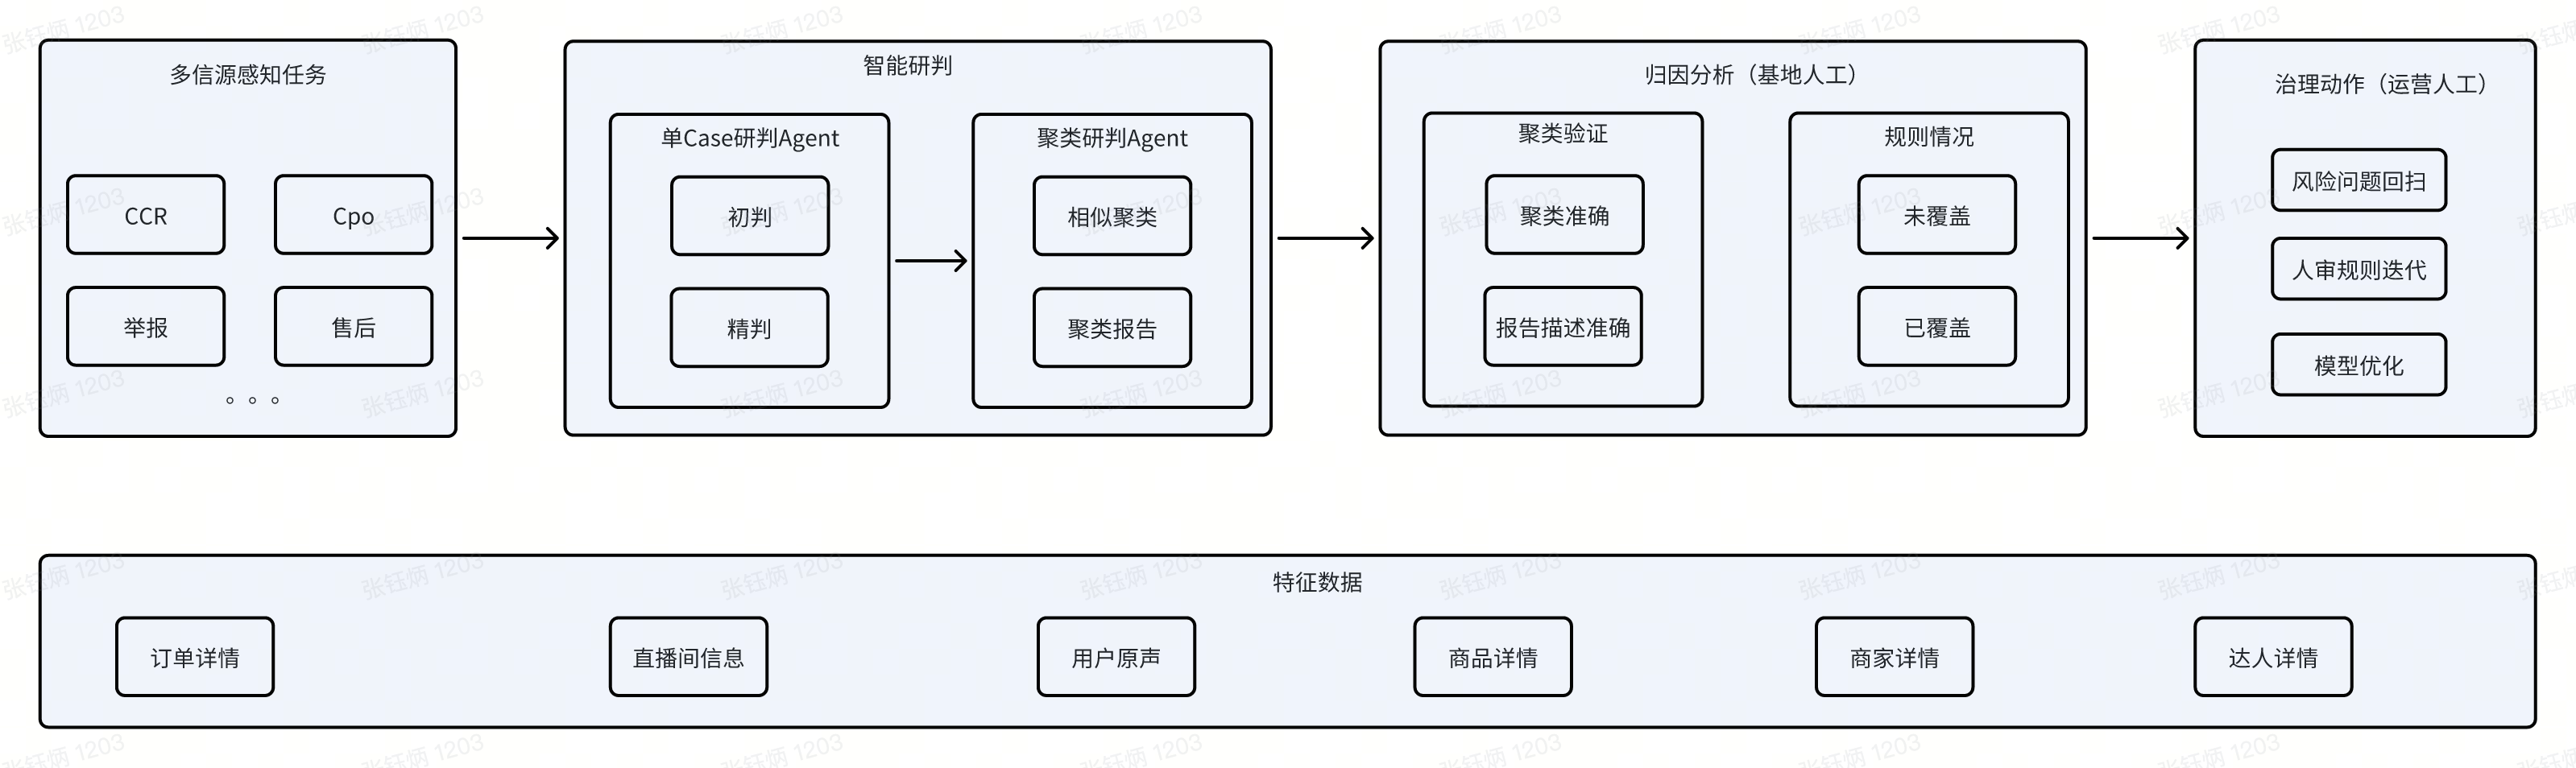 多信源感知任务
CCR
Cpo
举报
售后
。。。
智能研判
单Case研判Agent
初判
精判
聚类研判Agent
相似聚类
聚类报告
归因分析（基地人工）
聚类验证
聚类准确
报告描述准确
规则情况
未覆盖
已覆盖
治理动作（运营人工）
风险问题回扫
人审规则迭代
模型优化
特征数据
订单详情
直播间信息
用户原声
商品详情
商家详情
达人详情
张钰炳 1203